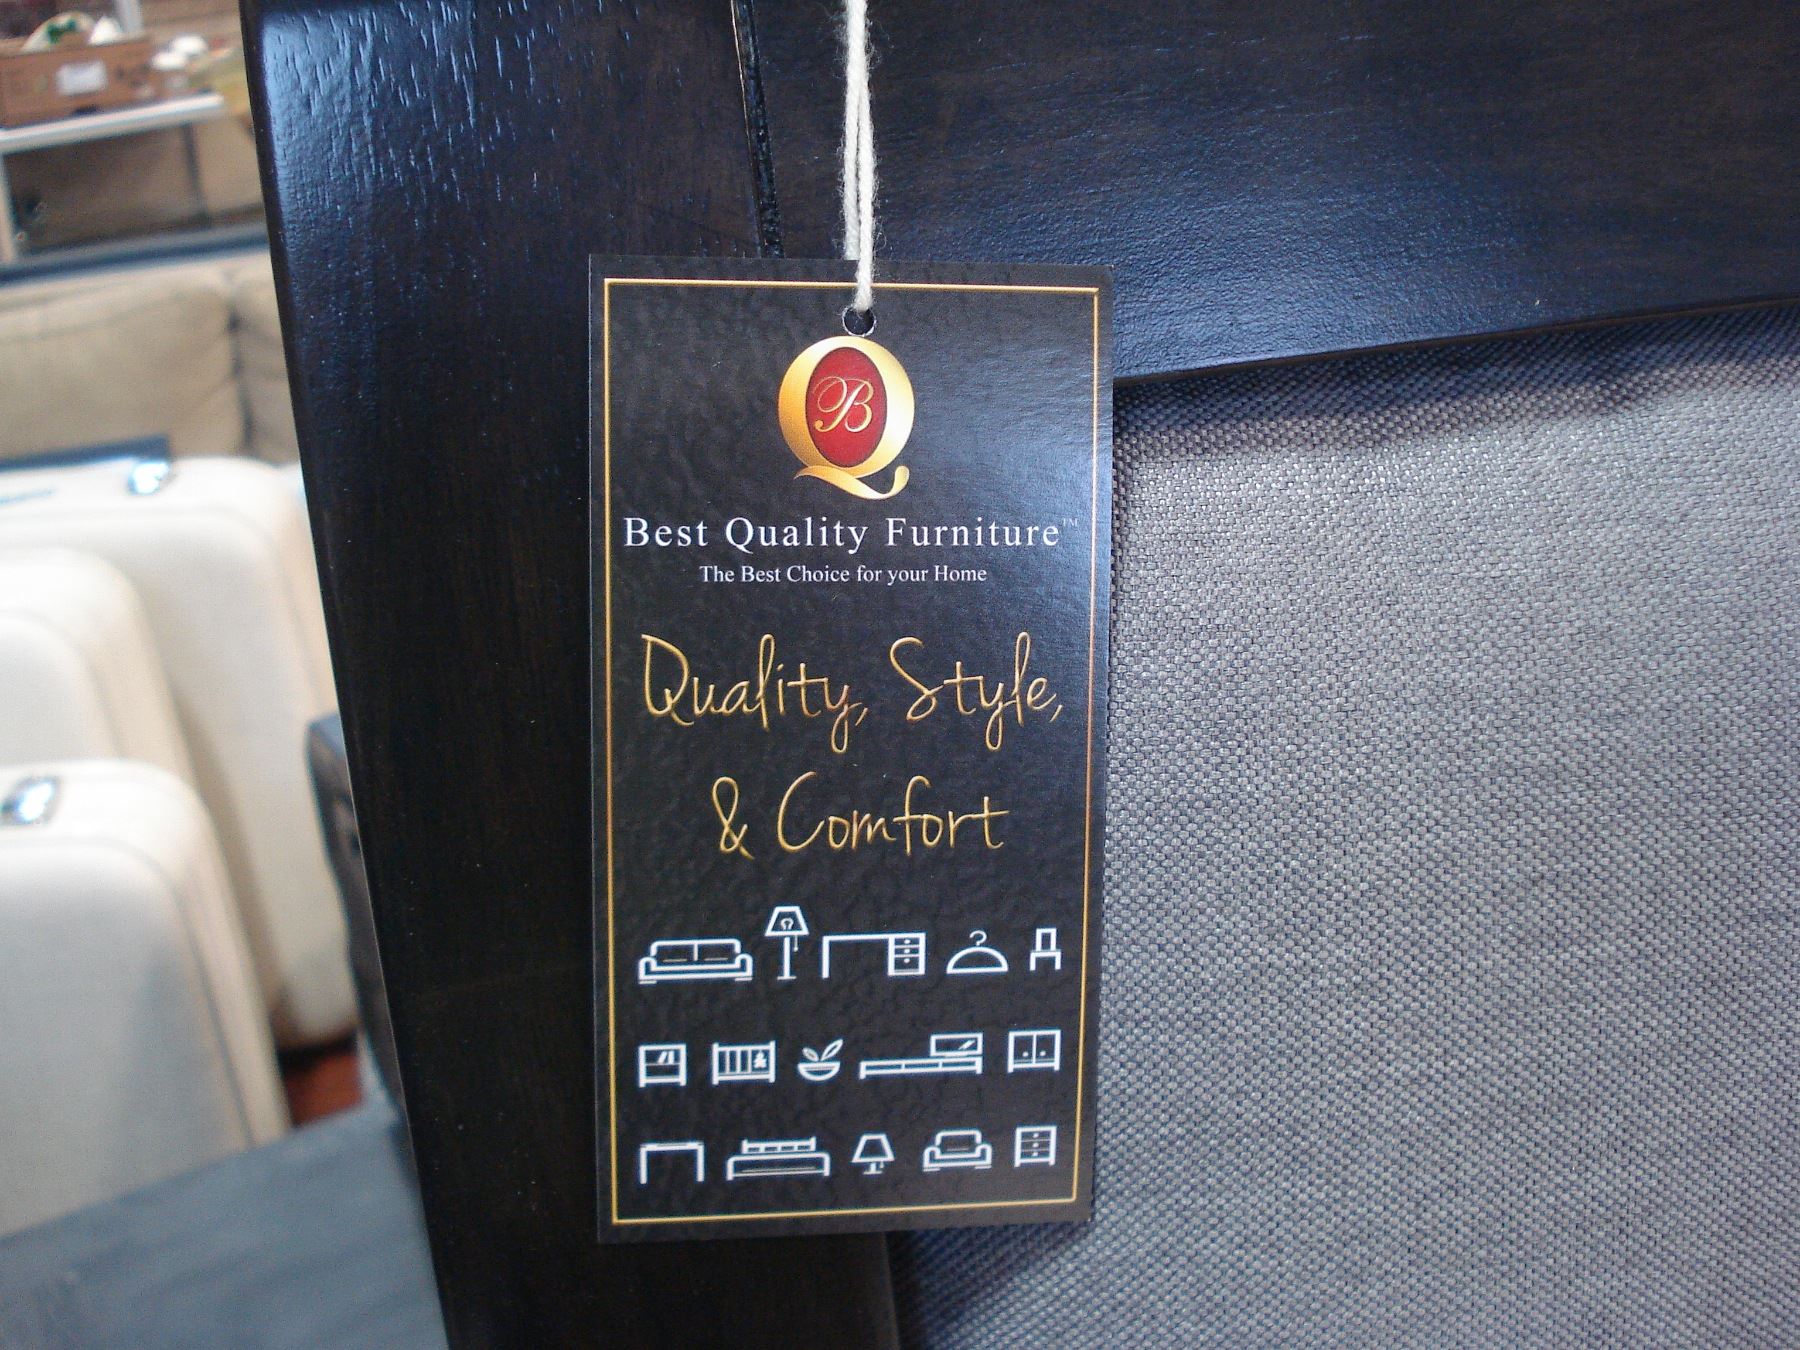 B
Q
Best Quality Furniture™
The Best Choice for your Home
Quality, Style,
& Comfort